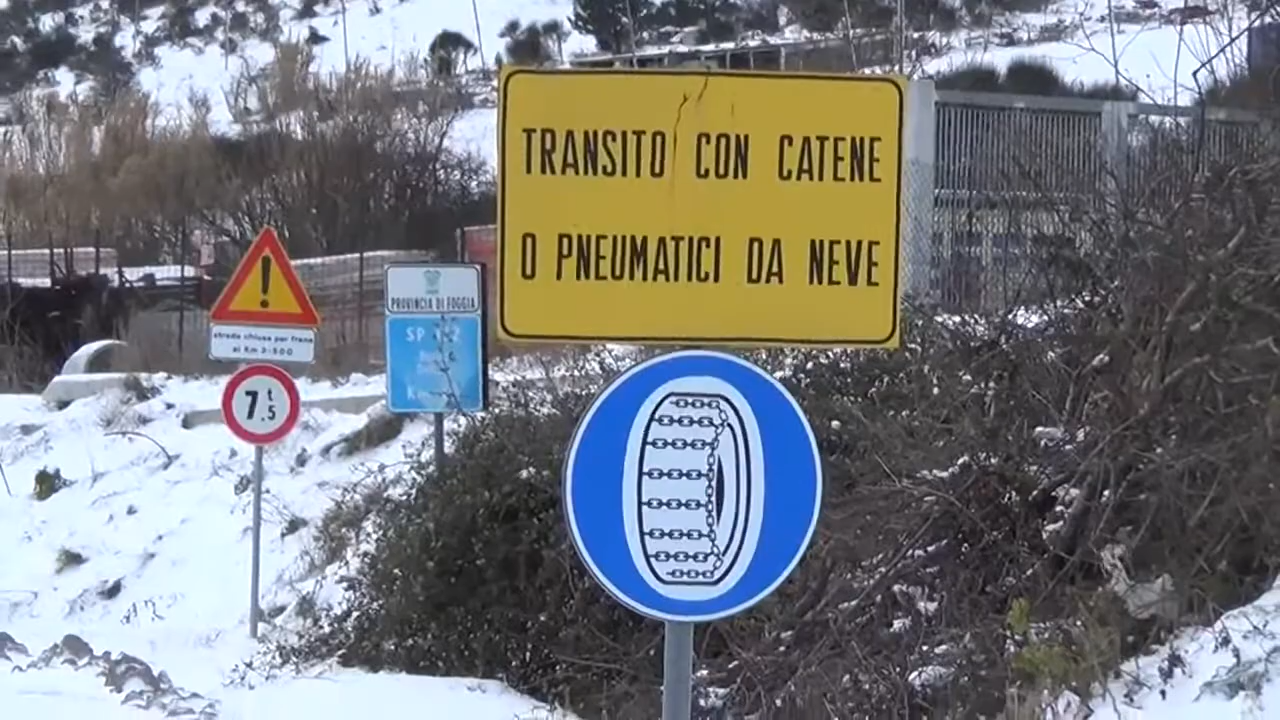 TRANSITO CON CATENE
O PNEUMATICI DA NEVE
PROVINCIA DI FOGGIA
SP
strada chiusa per frana
al Km 2+500
7.5 t